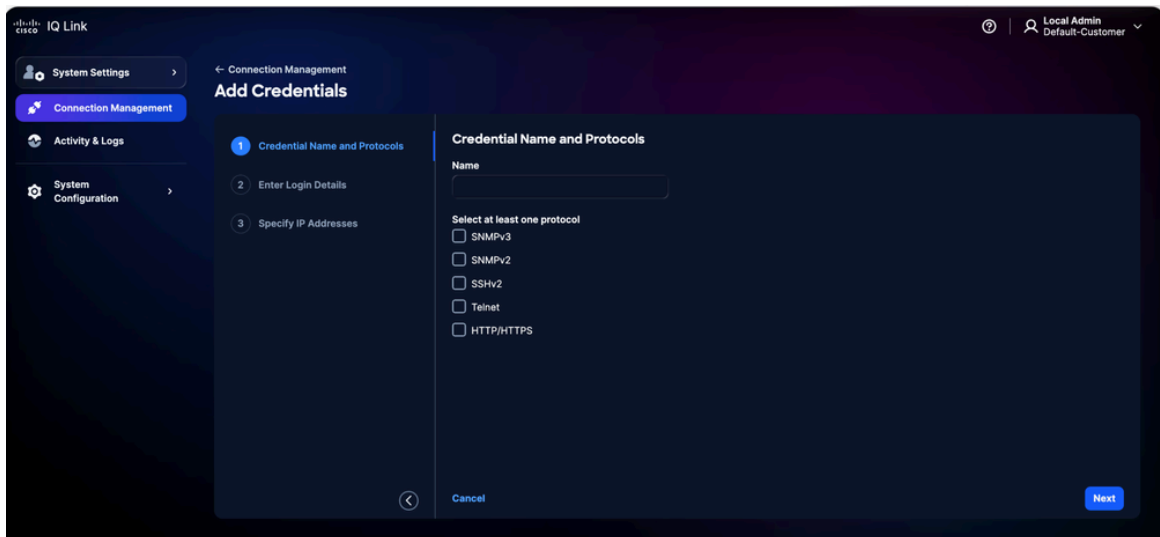 cisco IQ Link
Local Admin
Default-Customer
System Settings
Connection Management
Activity & Logs
System
Configuration
← Connection Management
Add Credentials
1 Credential Name and Protocols
2 Enter Login Details
3 Specify IP Addresses
Credential Name and Protocols
Name
Select at least one protocol
SNMPv3
SNMPv2
SSHv2
Telnet
HTTP/HTTPS
Cancel
Next